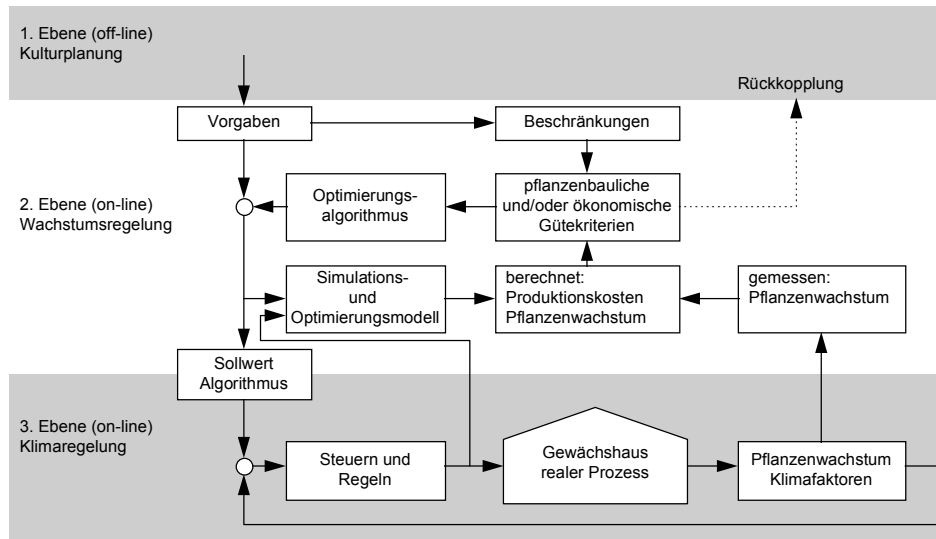 1. Ebene (off-line)
Kulturplanung
Rückkopplung
Vorgaben
Beschränkungen
2. Ebene (on-line)
Wachstumsregelung
Optimierungs-
algorithmus
pflanzenbauliche
und/oder ökonomische
Gütekriterien
Simulations-
und
Optimierungsmodell
berechnet:
Produktionskosten
Pflanzenwachstum
gemessen:
Pflanzenwachstum
Sollwert
Algorithmus
3. Ebene (on-line)
Klimaregelung
Steuern und
Regeln
Gewächshaus
realer Prozess
Pflanzenwachstum
Klimafaktoren